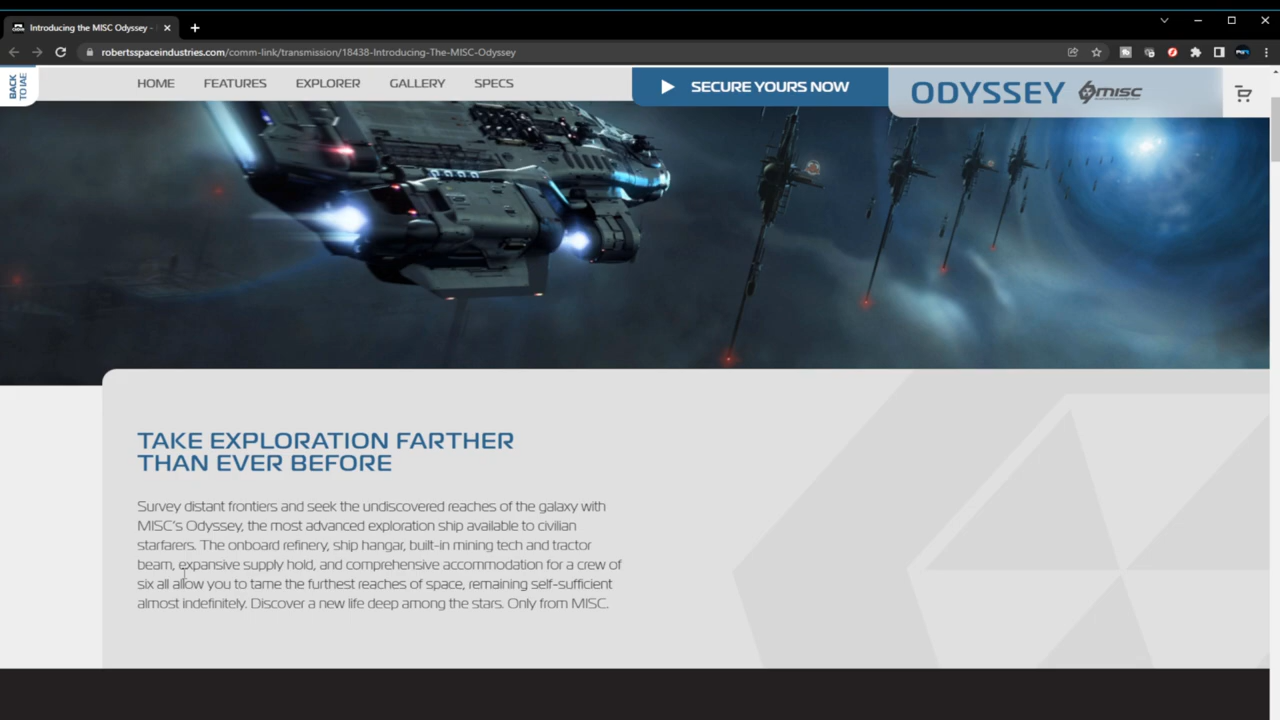 Introducing the MISC Odyssey -
robertsspaceindustries.com/comm-link/transmission/18438-Introducing-The-MISC-Odyssey
BACK
TO IAE
HOME
FEATURES
EXPLORER
GALLERY
SPECS
SECURE YOURS NOW
ODYSSEY
MISC
TAKE EXPLORATION FARTHER
THAN EVER BEFORE
Survey distant frontiers and seek the undiscovered reaches of the galaxy with
MISC's Odyssey, the most advanced exploration ship available to civilian
starfarers. The onboard refinery, ship hangar, built-in mining tech and tractor
beam, expansive supply hold, and comprehensive accommodation for a crew of
six all allow you to tame the furthest reaches of space, remaining self-sufficient
almost indefinitely. Discover a new life deep among the stars. Only from MISC.